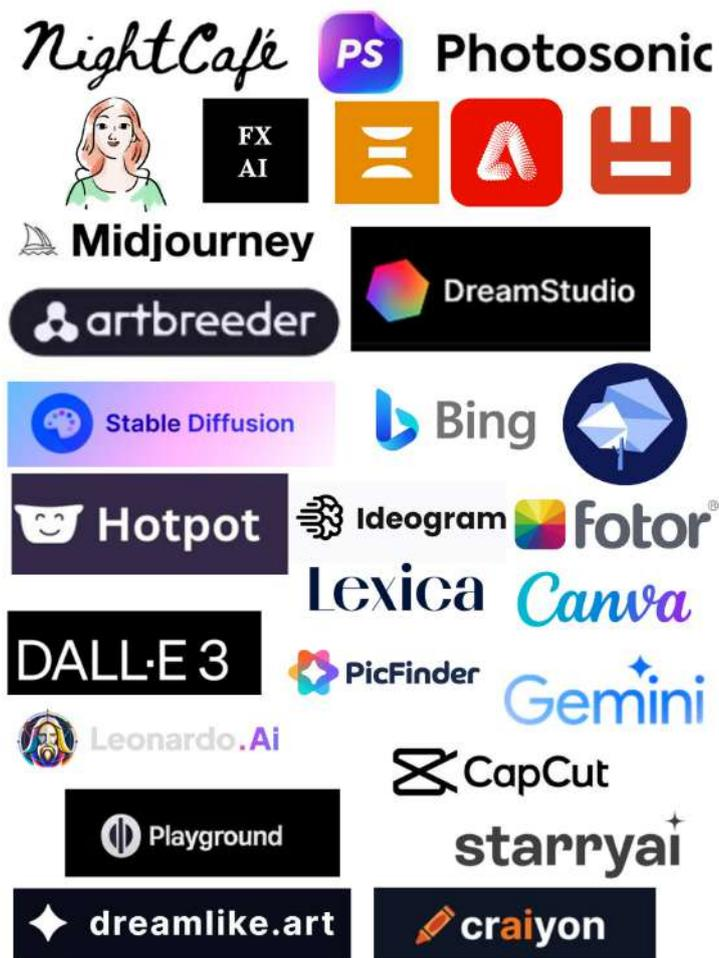 NightCafé
PS Photosonic
FX
AI
Midjourney
DreamStudio
artbreeder
Stable Diffusion
Bing
Hotpot
Ideogram
fotor®
Lexica
Canva
DALL·E 3
PicFinder
Gemini
Leonardo.Ai
CapCut
Playground
starryai
dreamlike.art
craiyon